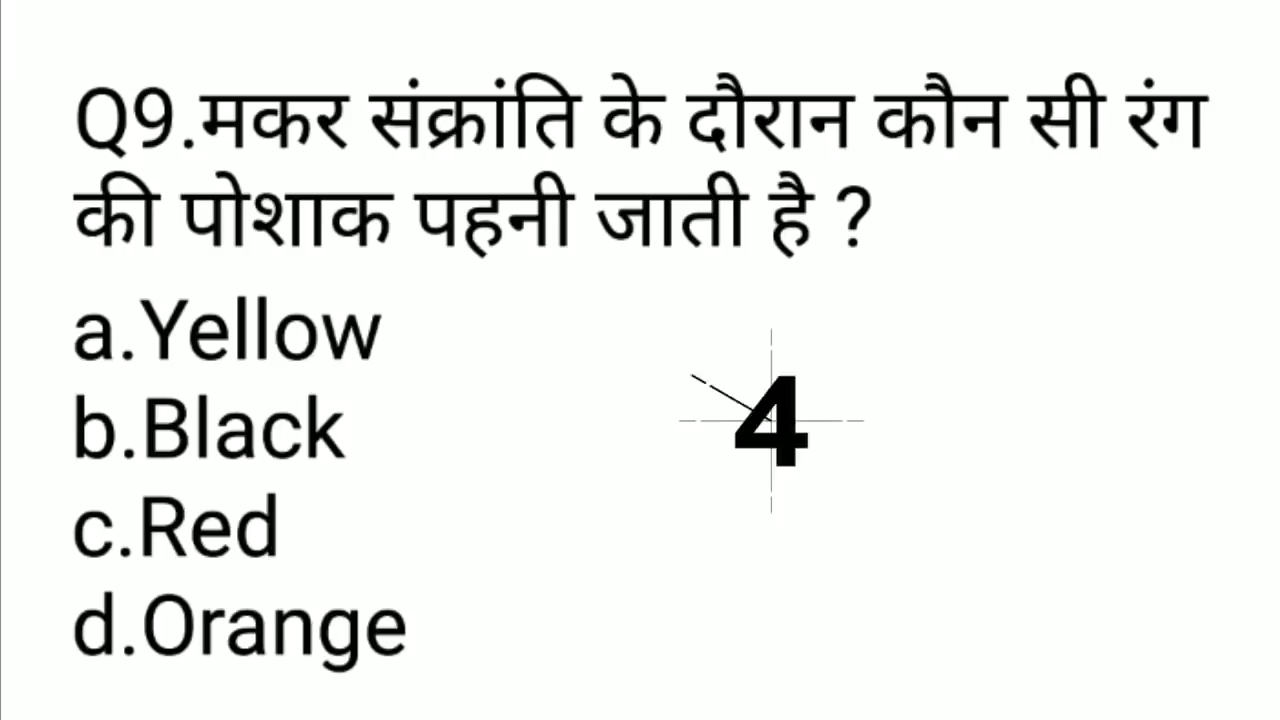 Q9.मकर संक्रांति के दौरान कौन सी रंग
की पोशाक पहनी जाती है ?
a.Yellow
b.Black
4
c.Red
d.Orange